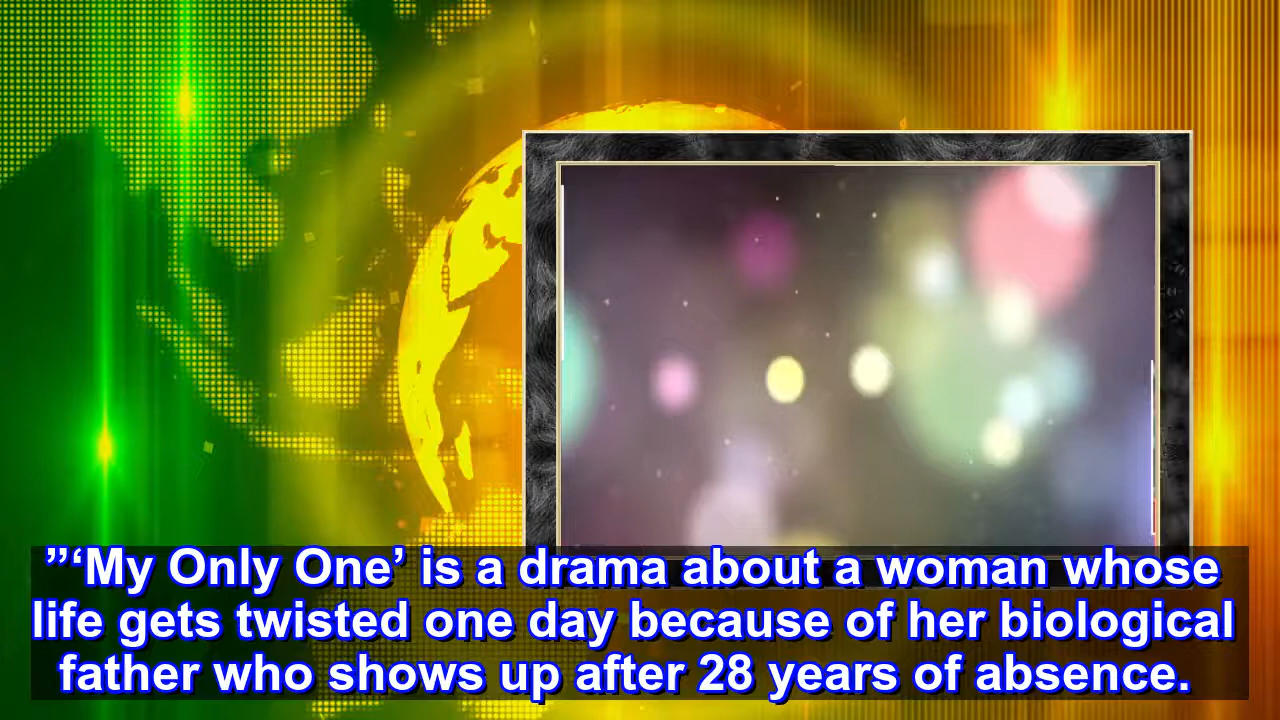 ”‘My Only One’ is a drama about a woman whose
life gets twisted one day because of her biological
father who shows up after 28 years of absence.